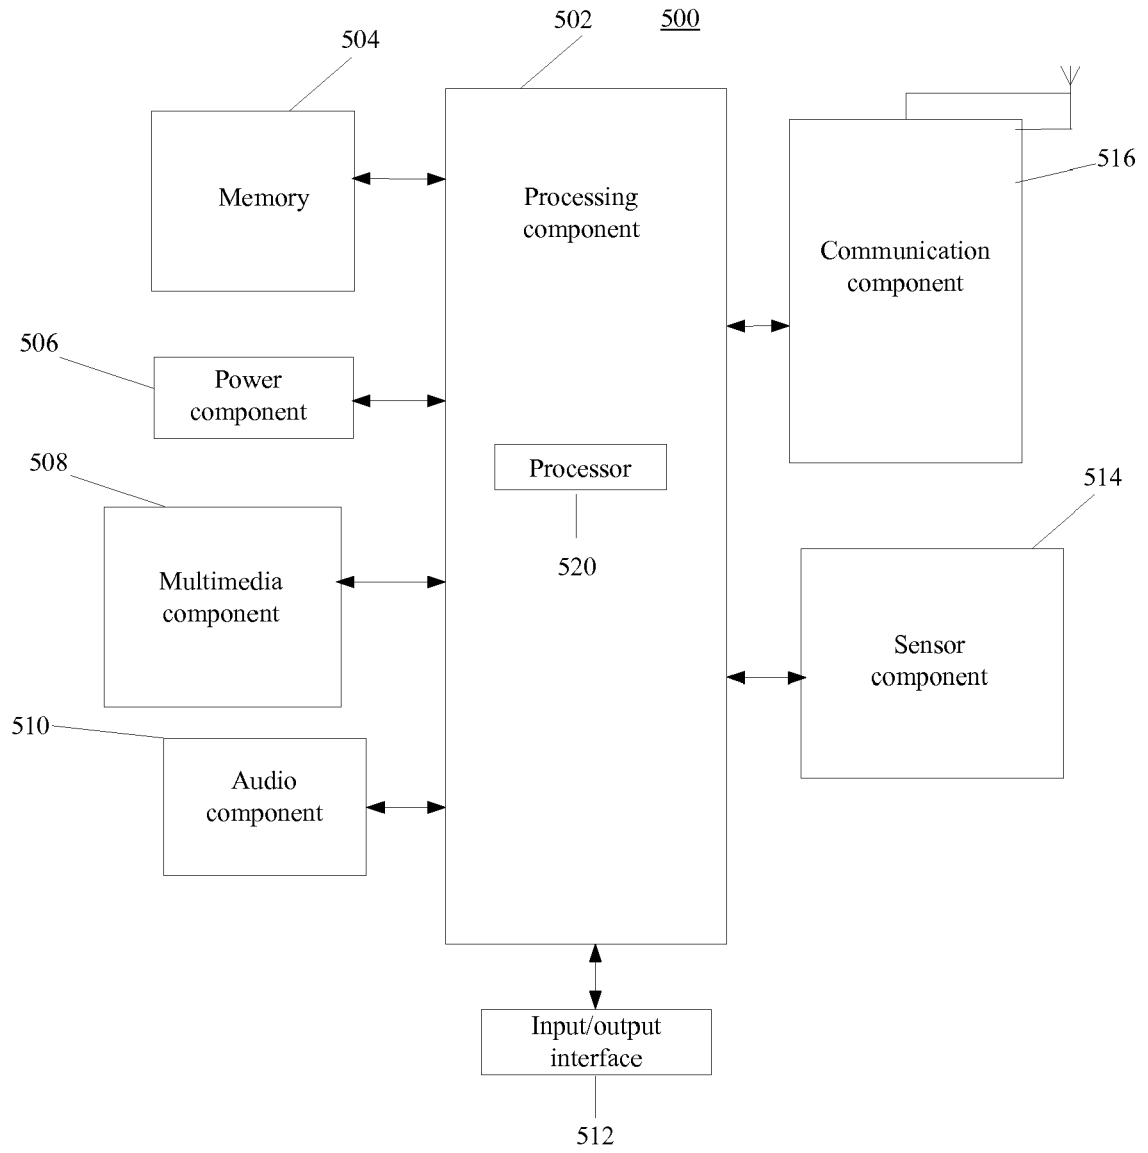 502
500
504
516
Memory
Processing
component
Communication
component
506
Power
component
508
Processor
514
520
Multimedia
component
Sensor
component
510
Audio
component
Input/output
interface
512